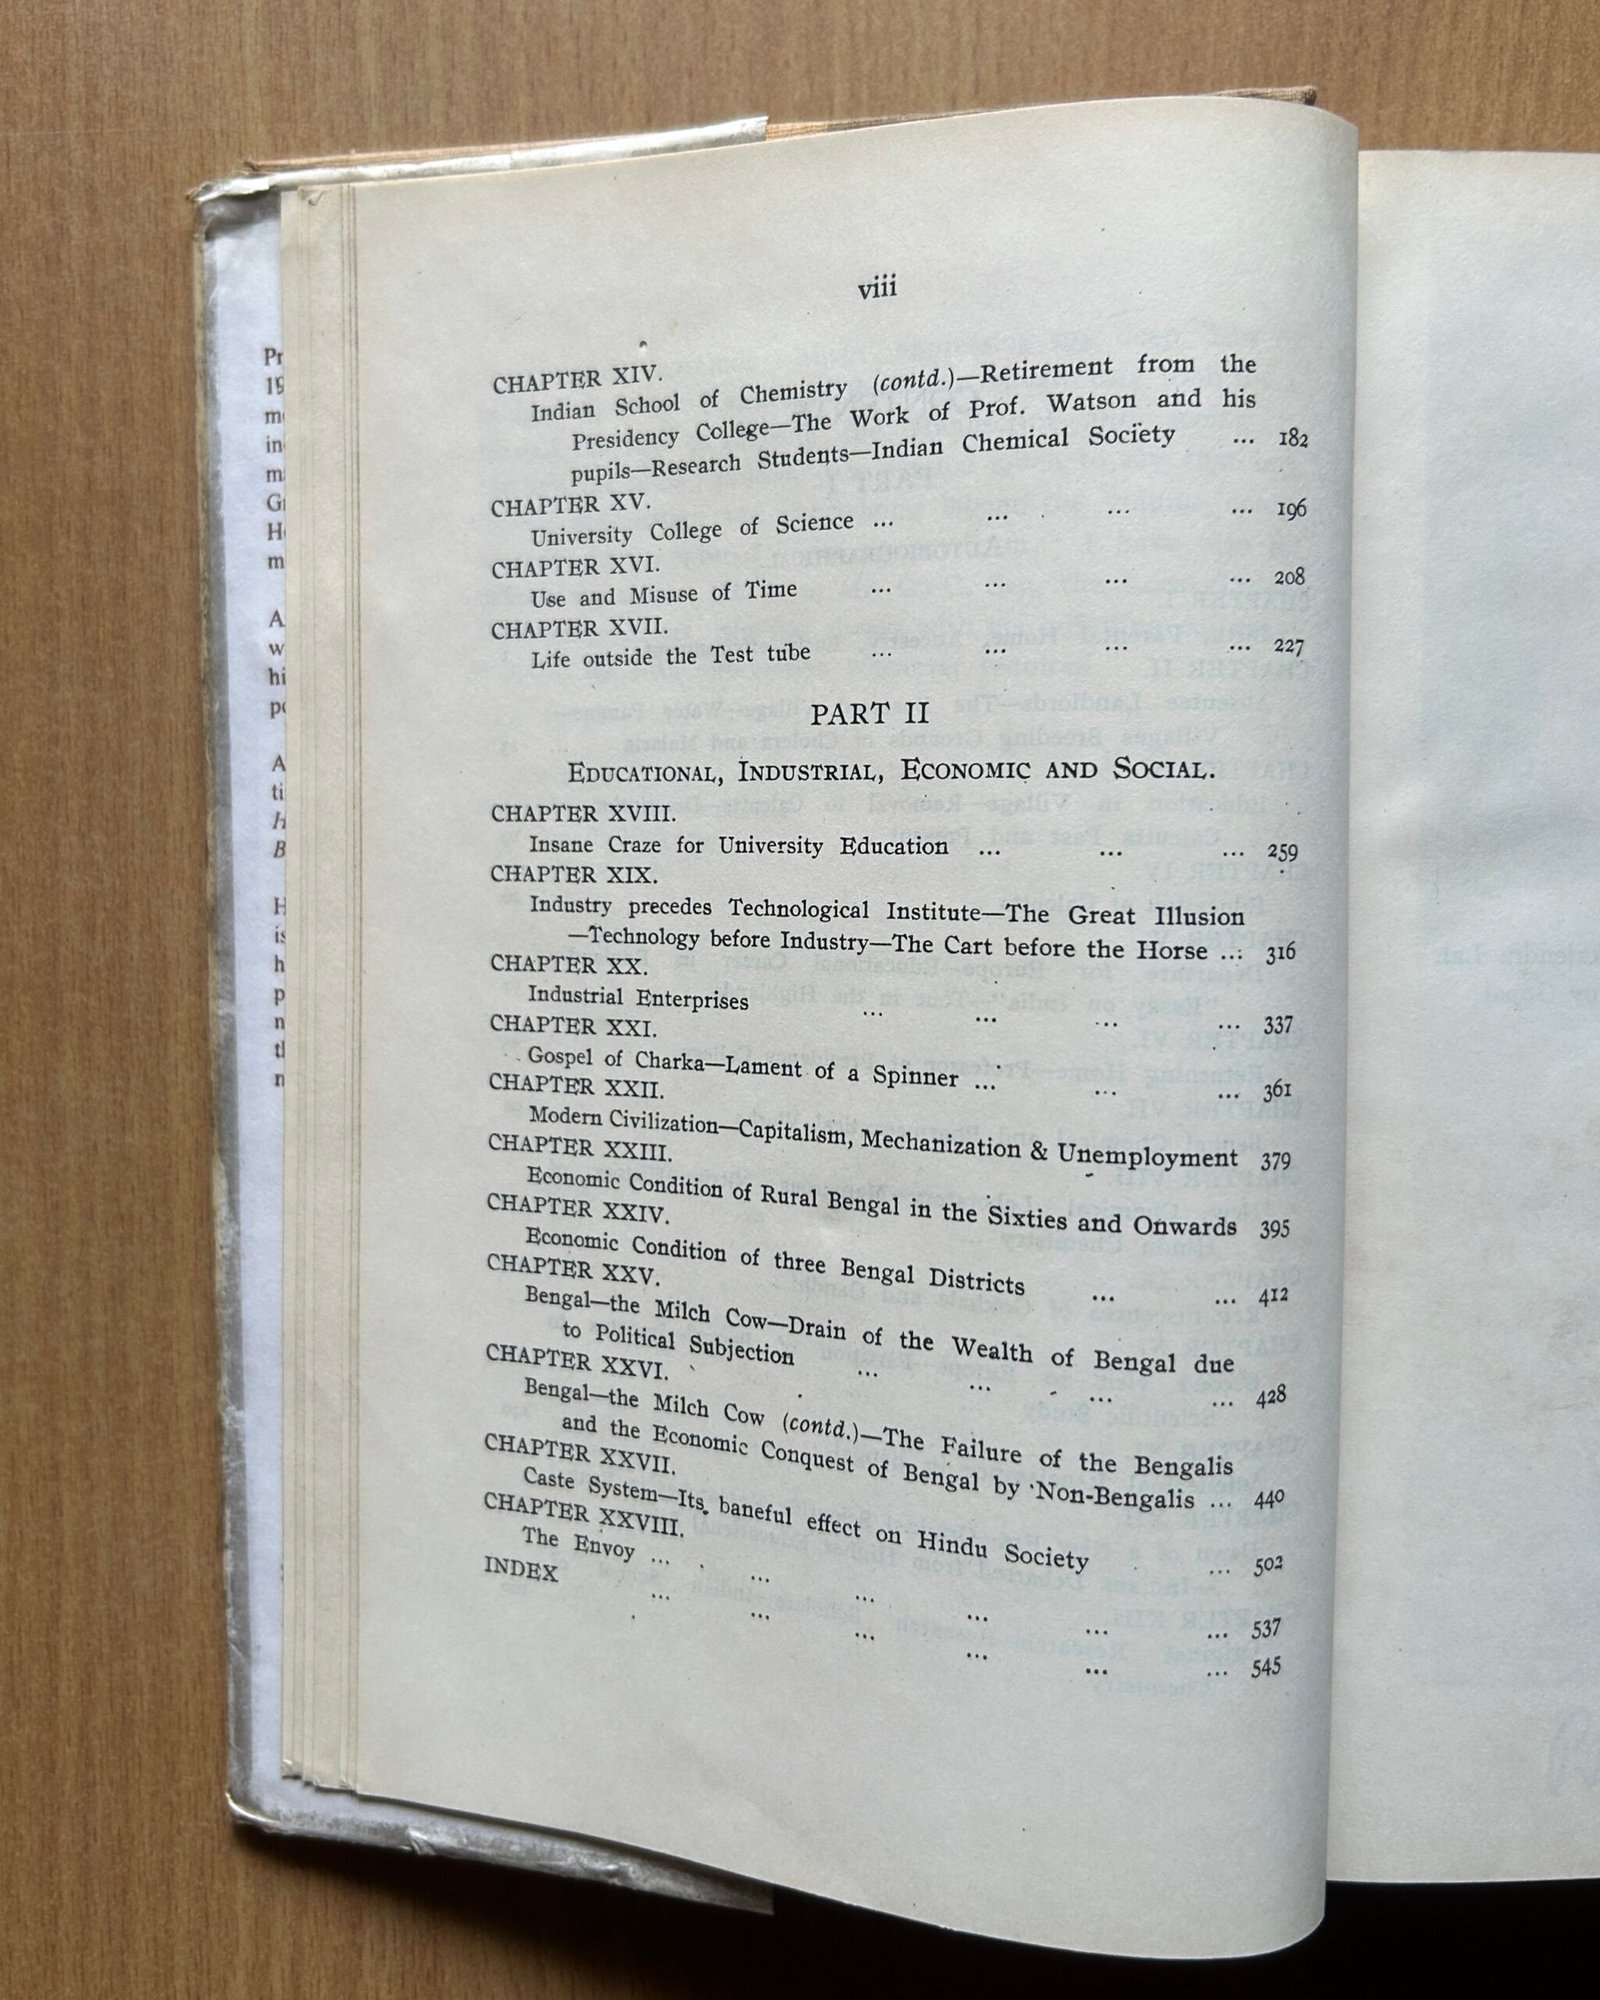 viii
CHAPTER XIV.
Indian School of Chemistry (contd.)—Retirement from the
Presidency College—The Work of Prof. Watson and his
pupils—Research Students—Indian Chemical Society ... 182
CHAPTER XV.
University College of Science ... ... ... ... 196
CHAPTER XVI.
Use and Misuse of Time ... ... ... ... 208
CHAPTER XVII.
Life outside the Test tube ... ... ... ... 227
PART II
EDUCATIONAL, INDUSTRIAL, ECONOMIC AND SOCIAL.
CHAPTER XVIII.
Insane Craze for University Education ... ... ... 259
CHAPTER XIX.
Industry precedes Technological Institute—The Great Illusion
—Technology before Industry—The Cart before the Horse ... 316
CHAPTER XX.
Industrial Enterprises ... ... ... ... 337
CHAPTER XXI.
Gospel of Charka—Lament of a Spinner ... ... ... 361
CHAPTER XXII.
Modern Civilization—Capitalism, Mechanization & Unemployment 379
CHAPTER XXIII.
Economic Condition of Rural Bengal in the Sixties and Onwards 395
CHAPTER XXIV.
Economic Condition of three Bengal Districts ... ... 412
CHAPTER XXV.
Bengal—the Milch Cow—Drain of the Wealth of Bengal due
to Political Subjection ... ... ... ... 428
CHAPTER XXVI.
Bengal—the Milch Cow (contd.)—The Failure of the Bengalis
and the Economic Conquest of Bengal by Non-Bengalis ... 440
CHAPTER XXVII.
Caste System—Its baneful effect on Hindu Society ... 502
CHAPTER XXVIII.
The Envoy ... ... ... ... ... ... 537
INDEX ... ... ... ... ... ... 545